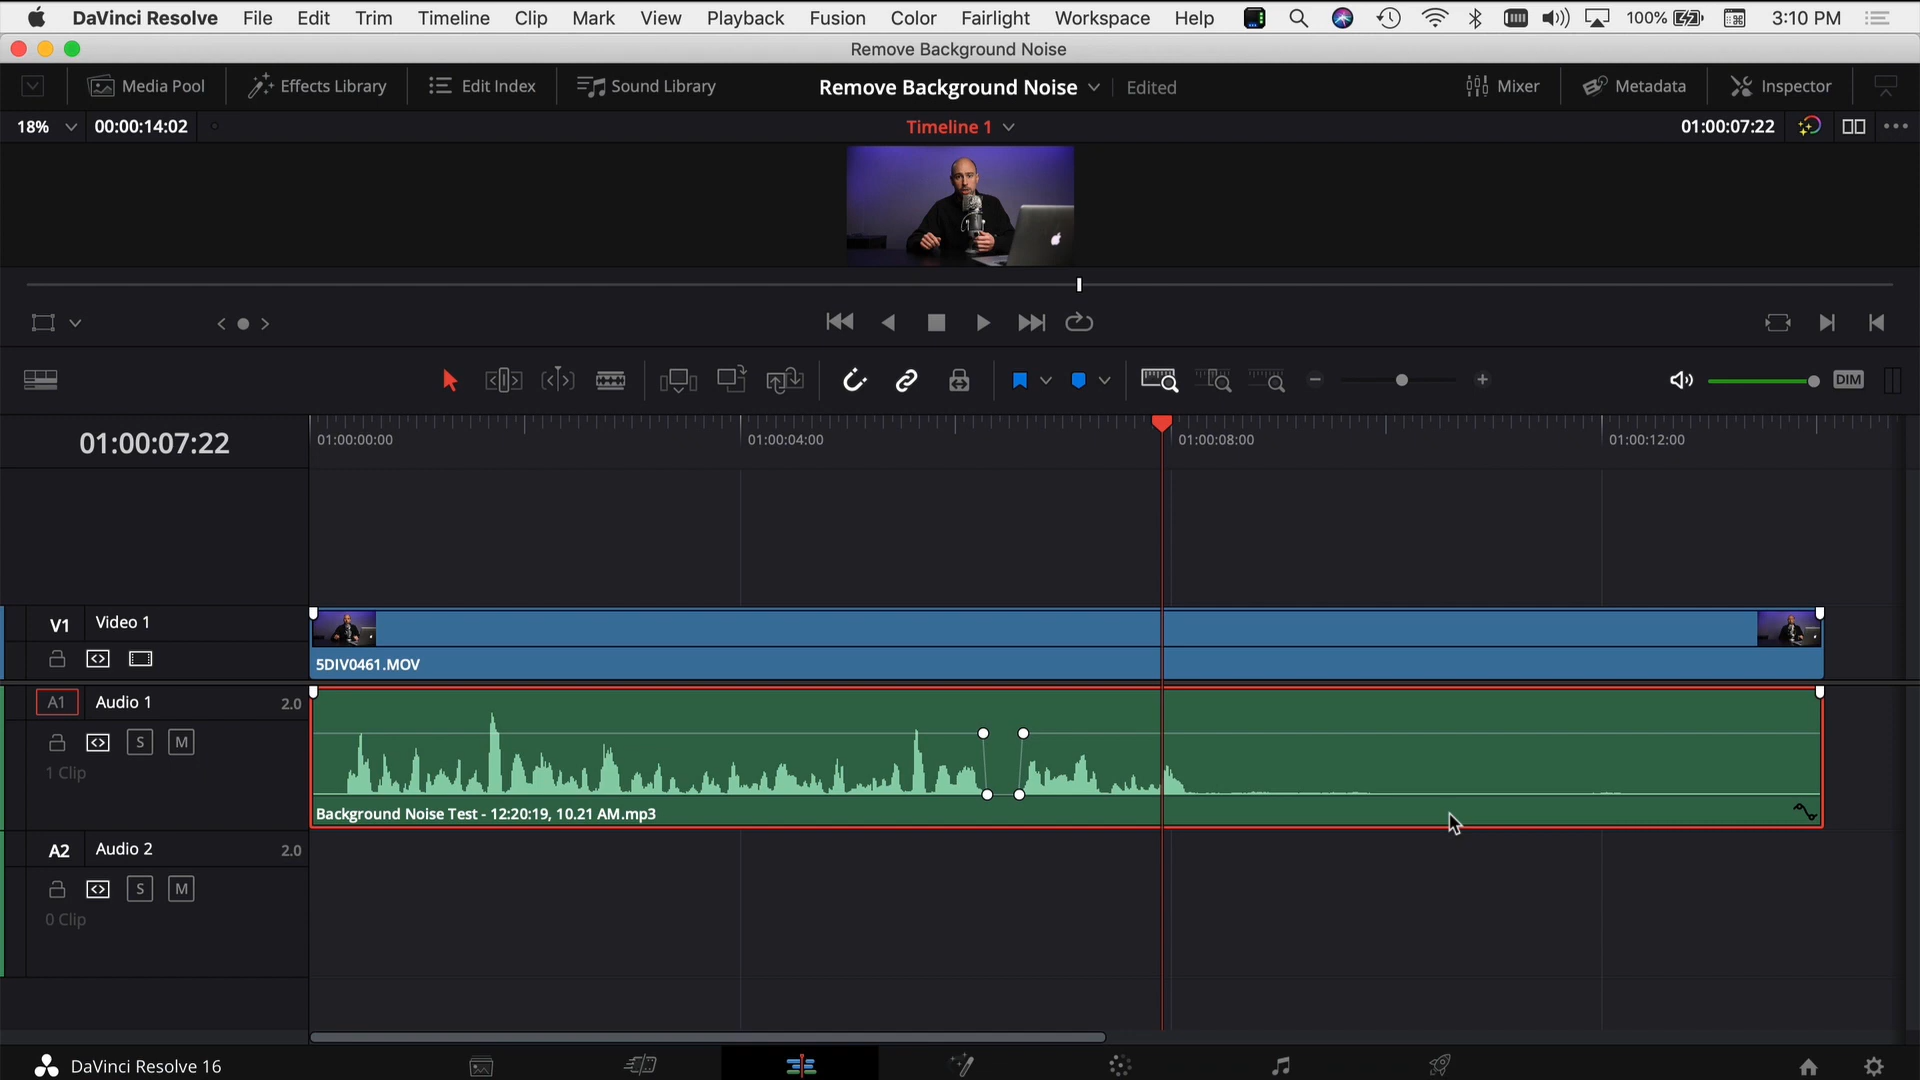 DaVinci Resolve File Edit Trim Timeline Clip Mark View Playback Fusion Color Fairlight Workspace Help 100% 3:10 PM
Remove Background Noise
Media Pool Effects Library Edit Index Sound Library Remove Background Noise Edited Mixer Metadata Inspector
18% 00:00:14:02 Timeline 1 01:00:07:22
DIM
01:00:07:22 01:00:00:00 01:00:04:00 01:00:08:00 01:00:12:00
V1 Video 1
5DIV0461.MOV
A1 Audio 1 2.0
S M
1 Clip
Background Noise Test - 12:20:19, 10.21 AM.mp3
A2 Audio 2 2.0
S M
0 Clip
DaVinci Resolve 16